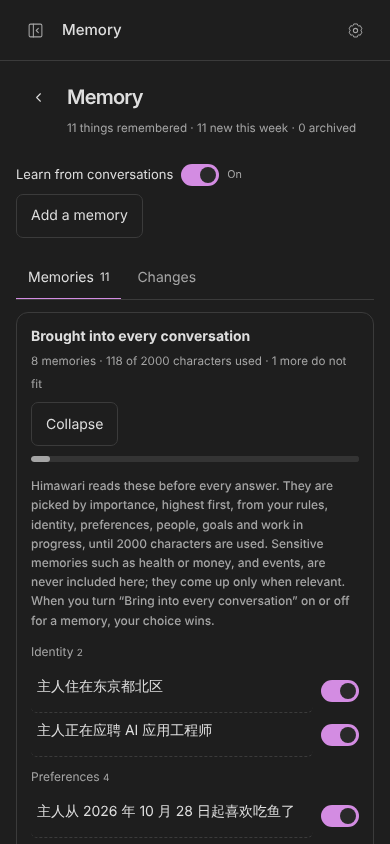 Memory
Memory
11 things remembered · 11 new this week · 0 archived
Learn from conversations On
Add a memory
Memories 11 Changes
Brought into every conversation
8 memories · 118 of 2000 characters used · 1 more do not
fit
Collapse
Himawari reads these before every answer. They are
picked by importance, highest first, from your rules,
identity, preferences, people, goals and work in
progress, until 2000 characters are used. Sensitive
memories such as health or money, and events, are
never included here; they come up only when relevant.
When you turn “Bring into every conversation” on or off
for a memory, your choice wins.
Identity 2
主人住在东京都北区
主人正在应聘 AI 应用工程师
Preferences 4
主人从 2026 年 10 月 28 日起喜欢吃鱼了